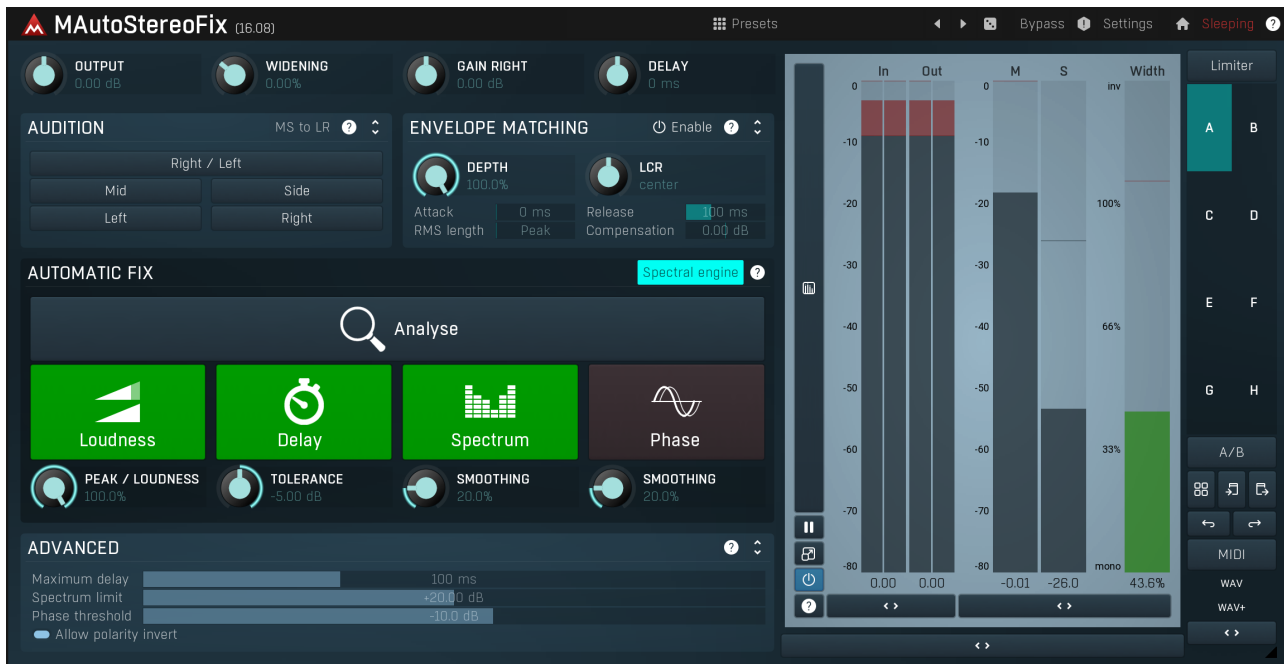 MAutoStereoFix (16.08) Presets Bypass Settings Sleeping ?
OUTPUT
0.00 dB
WIDENING
0.00%
GAIN RIGHT
0.00 dB
DELAY
0 ms
AUDITION MS to LR ?
Right / Left
Mid Side
Left Right
ENVELOPE MATCHING Enable ?
DEPTH
100.0%
LCR
center
Attack 0 ms Release 100 ms
RMS length Peak Compensation 0.00 dB
AUTOMATIC FIX Spectral engine ?
Analyse
Loudness Delay Spectrum Phase
PEAK / LOUDNESS
100.0%
TOLERANCE
-5.00 dB
SMOOTHING
20.0%
SMOOTHING
20.0%
ADVANCED ?
Maximum delay 100 ms
Spectrum limit +20.00 dB
Phase threshold -10.0 dB
Allow polarity invert
In Out M S Width
0 0 inv
-10 -10
-20 -20 100%
-30 -30
-40 -40 66%
-50 -50
-60 -60 33%
-70 -70
-80 -80 mono
0.00 0.00 -0.01 -26.0 43.6%
?
Limiter
A B
C D
E F
G H
A/B
MIDI
WAV
WAV+